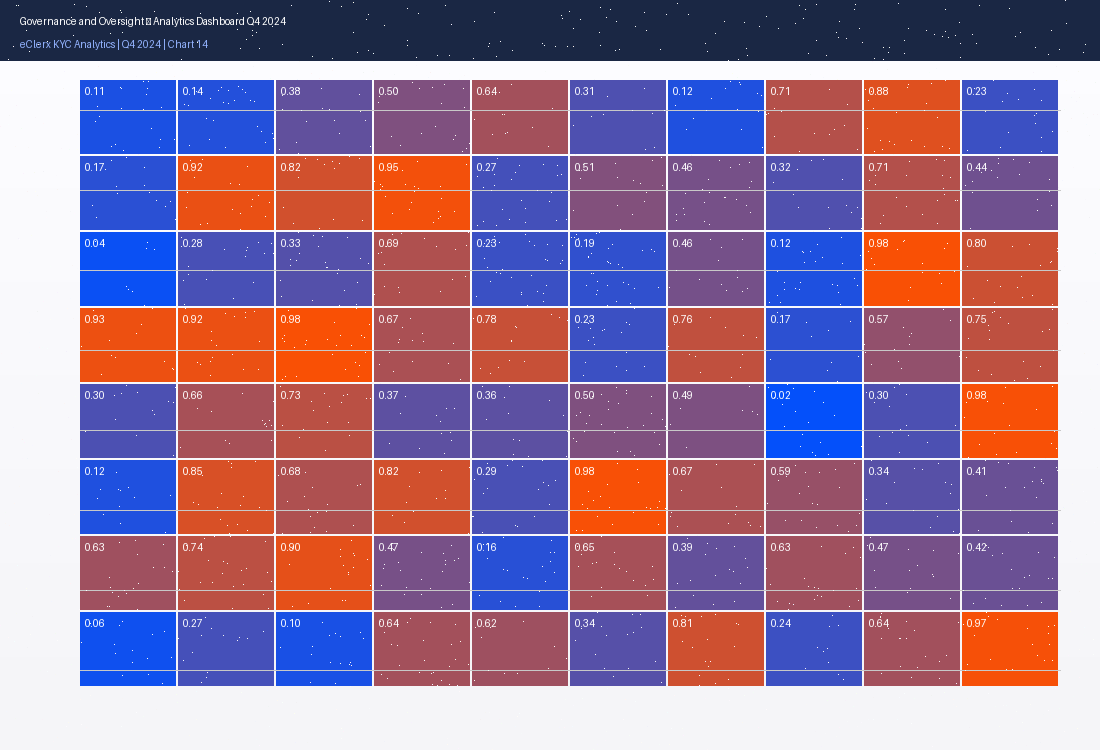 Governance and Oversight Analytics Dashboard Q4 2024
eClerx KYC Analytics | Q4 2024 | Chart 14
0.11 0.14 0.38 0.50 0.64 0.31 0.12 0.71 0.88 0.23
0.17 0.92 0.82 0.95 0.27 0.51 0.46 0.32 0.71 0.44
0.04 0.28 0.33 0.69 0.23 0.19 0.46 0.12 0.98 0.80
0.93 0.92 0.98 0.67 0.78 0.23 0.76 0.17 0.57 0.75
0.30 0.66 0.73 0.37 0.36 0.50 0.49 0.02 0.30 0.98
0.12 0.85 0.68 0.82 0.29 0.98 0.67 0.59 0.34 0.41
0.63 0.74 0.90 0.47 0.16 0.65 0.39 0.63 0.47 0.42
0.06 0.27 0.10 0.64 0.62 0.34 0.81 0.24 0.64 0.97